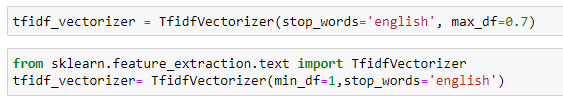 tfidf_vectorizer = TfidfVectorizer(stop_words='english', max_df=0.7)
from sklearn.feature_extraction.text import TfidfVectorizer
tfidf_vectorizer= TfidfVectorizer(min_df=1,stop_words='english')